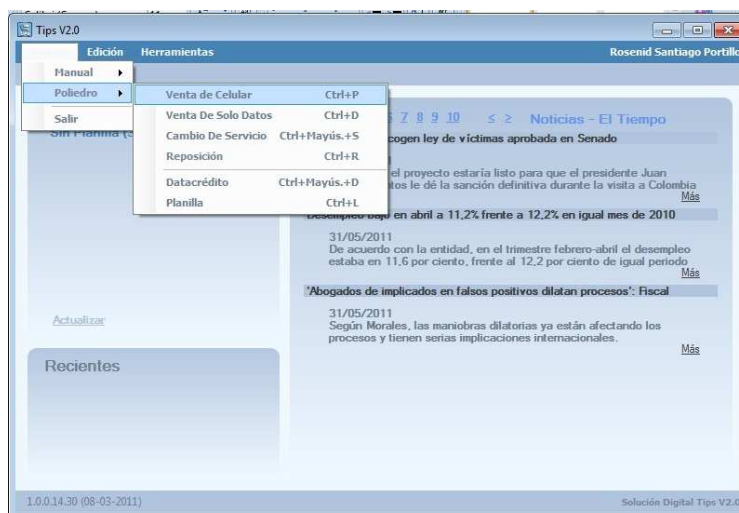 Tips V2.0
Edición Herramientas Rosenid Santiago Portillo
Manual
Poliedro
Salir
Venta de Celular Ctrl+P
Venta De Solo Datos Ctrl+D
Cambio De Servicio Ctrl+Mayús.+S
Reposición Ctrl+R
Datacrédito Ctrl+Mayús.+D
Planilla Ctrl+L
Sin Planilla (S
7 8 9 10 ≤ ≥ Noticias - El Tiempo
cogen ley de víctimas aprobada en Senado
el proyecto estaría listo para que el presidente Juan
tos le dé la sanción definitiva durante la visita a Colombia
Más
Desempleo bajó en abril a 11,2% frente a 12,2% en igual mes de 2010
31/05/2011
De acuerdo con la entidad, en el trimestre febrero-abril el desempleo
estaba en 11,6 por ciento, frente al 12,2 por ciento de igual periodo
Más
'Abogados de implicados en falsos positivos dilatan procesos': Fiscal
31/05/2011
Según Morales, las maniobras dilatorias ya están afectando los
procesos y tienen serias implicaciones internacionales.
Más
Actualizar
Recientes
1.0.0.14.30 (08-03-2011) Solución Digital Tips V2.0